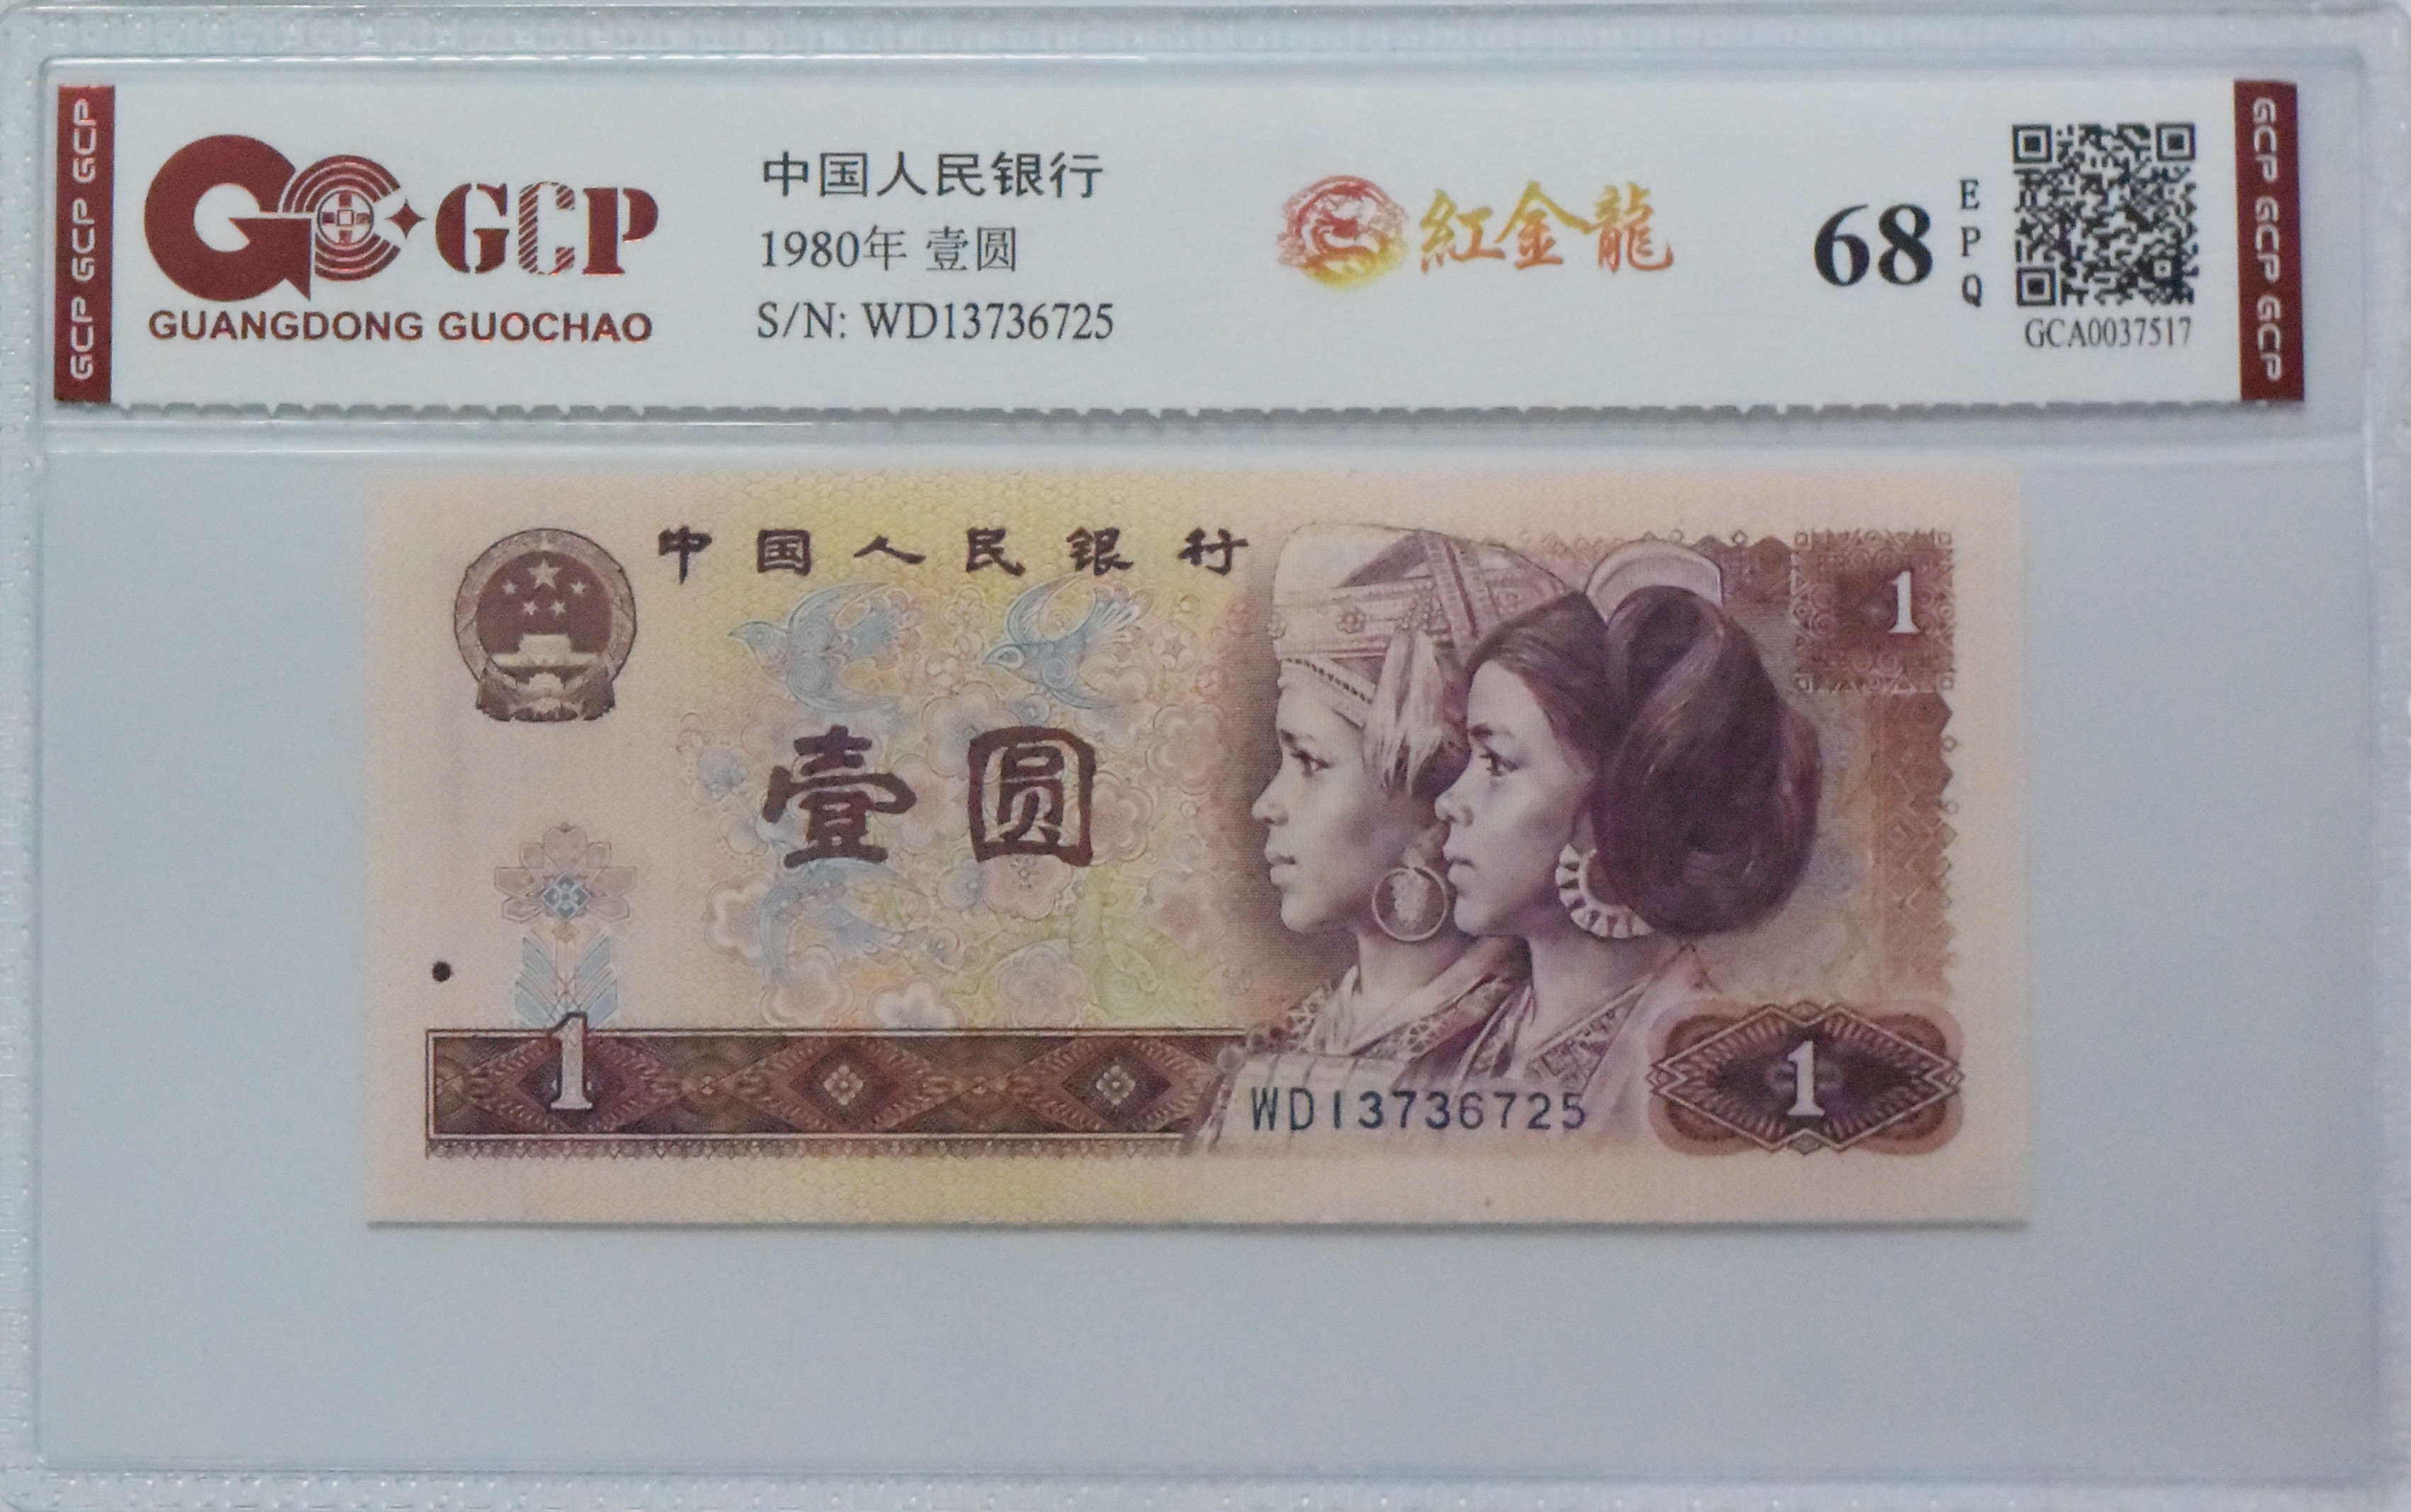 GCP GCP GCP
GCP
GUANGDONG GUOCHAO
中国人民银行
1980年 壹圆
S/N: WD13736725
紅金龍
68
EPQ
GCA0037517
GCP GCP GCP
中国人民银行
1
壹圆
1
WD13736725
1